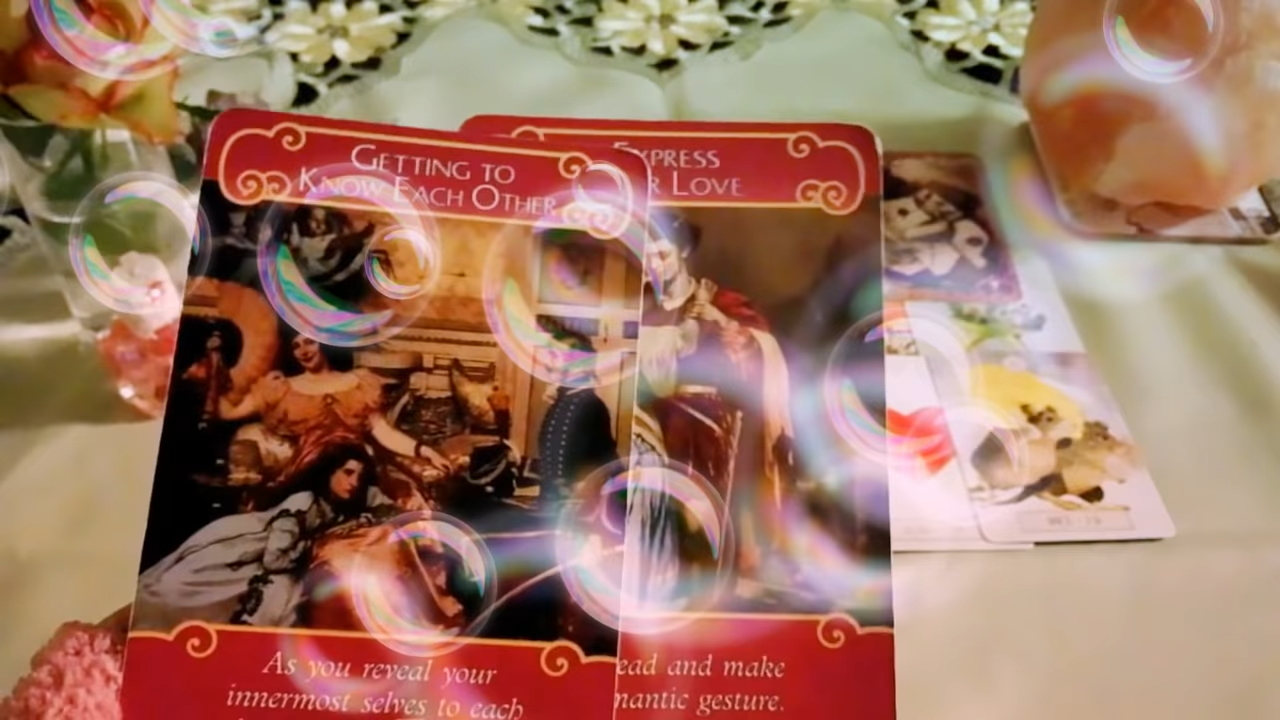 GETTING TO
KNOW EACH OTHER
As you reveal your
innermost selves to each
EXPRESS
R LOVE
ead and make
mantic gesture.